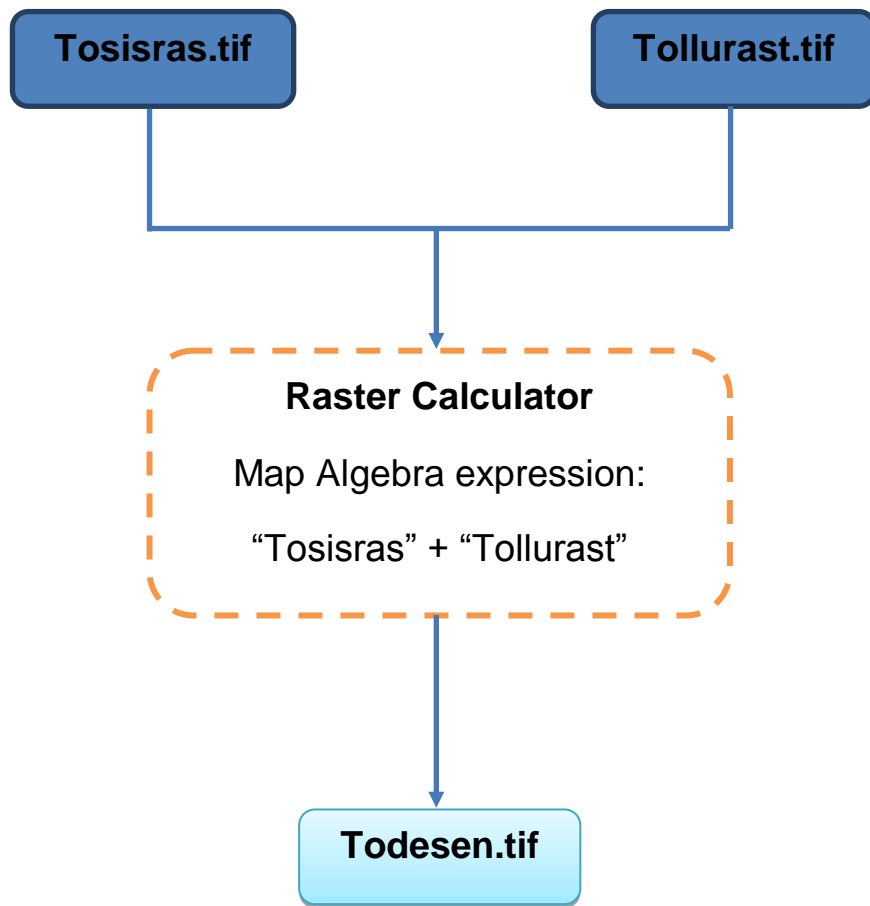 Tosisras.tif
Tollurast.tif
Raster Calculator
Map Algebra expression:
“Tosisras” + “Tollurast”
Todesen.tif